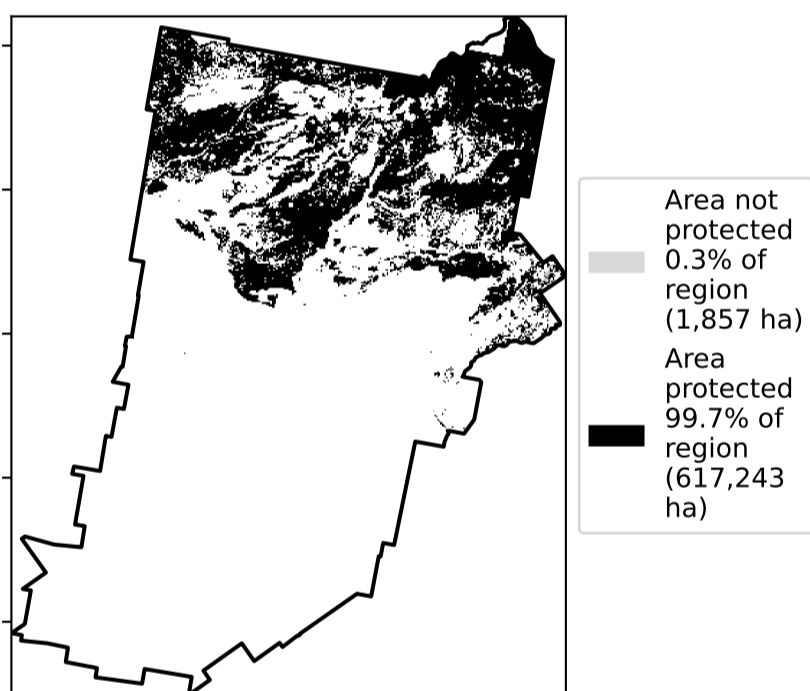 Area not
protected
0.3% of
region
(1,857 ha)
Area
protected
99.7% of
region
(617,243
ha)